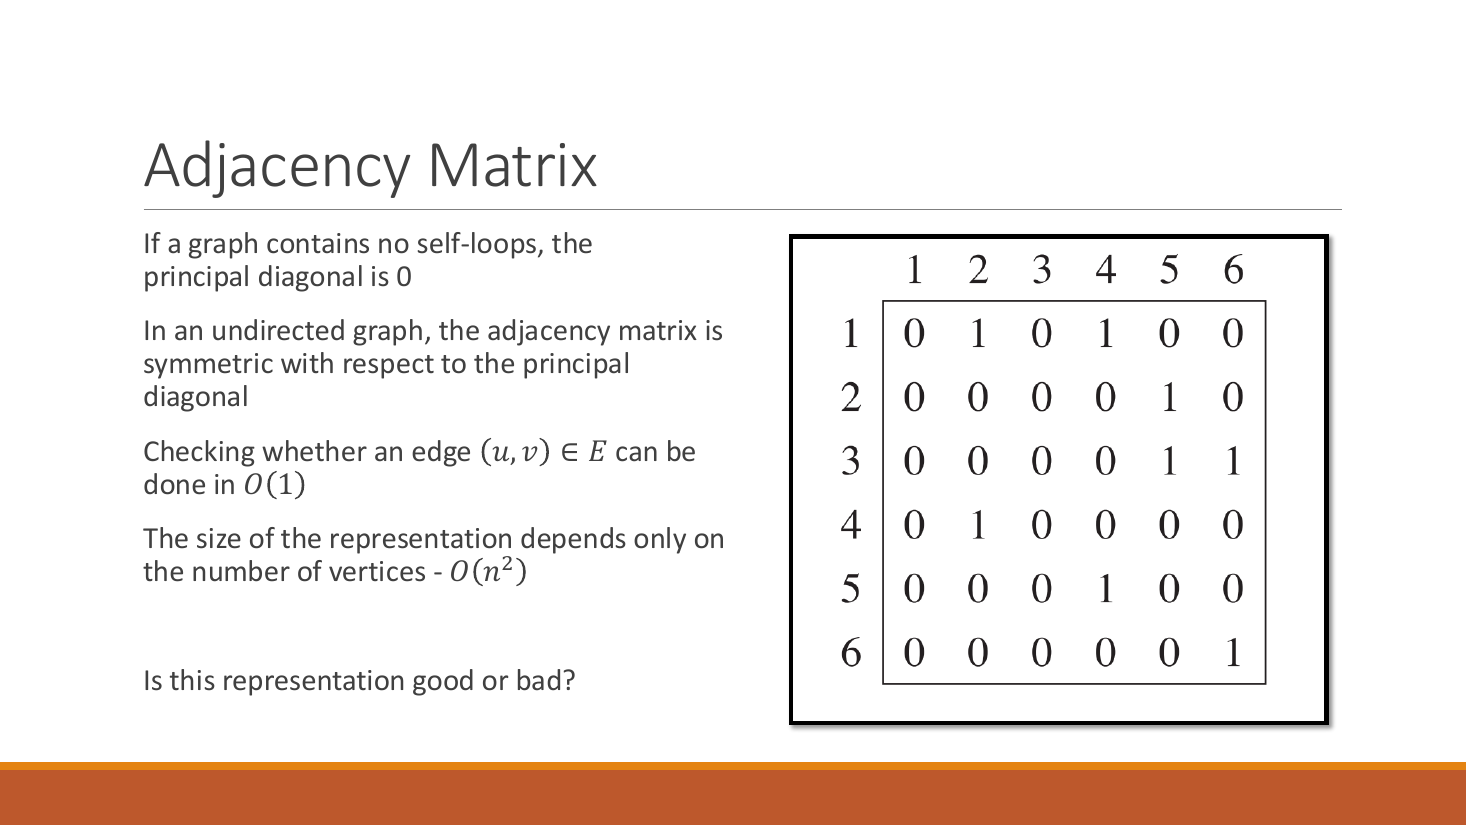 Adjacency Matrix
If a graph contains no self-loops, the
principal diagonal is 0
In an undirected graph, the adjacency matrix is
symmetric with respect to the principal
diagonal
Checking whether an edge (𝑢, 𝑣) ∈ 𝐸 can be
done in 𝑂(1)
The size of the representation depends only on
the number of vertices - 𝑂(𝑛²)
Is this representation good or bad?
1 2 3 4 5 6
1 0 1 0 1 0 0
2 0 0 0 0 1 0
3 0 0 0 0 1 1
4 0 1 0 0 0 0
5 0 0 0 1 0 0
6 0 0 0 0 0 1